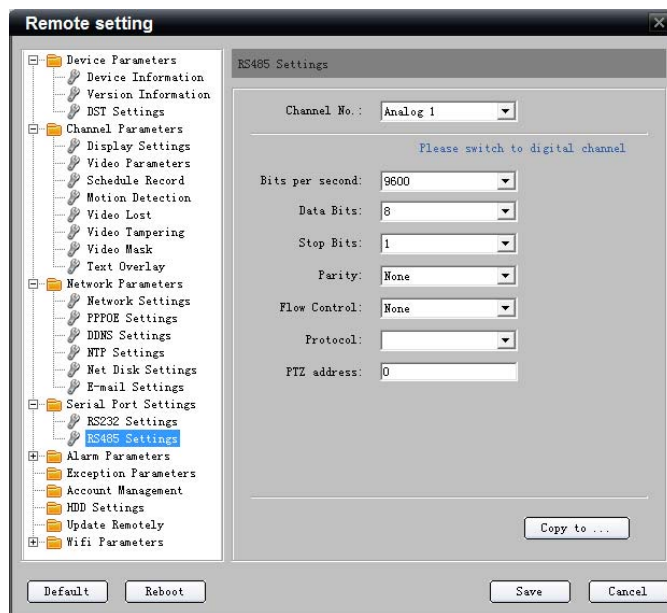 Remote setting
Device Parameters
Device Information
Version Information
DST Settings
Channel Parameters
Display Settings
Video Parameters
Schedule Record
Motion Detection
Video Lost
Video Tampering
Video Mask
Text Overlay
Network Parameters
Network Settings
PPPOE Settings
DDNS Settings
NTP Settings
Net Disk Settings
E-mail Settings
Serial Port Settings
RS232 Settings
RS485 Settings
Alarm Parameters
Exception Parameters
Account Management
HDD Settings
Update Remotely
Wifi Parameters
RS485 Settings
Channel No.: Analog 1
Please switch to digital channel
Bits per second: 9600
Data Bits: 8
Stop Bits: 1
Parity: None
Flow Control: None
Protocol:
PTZ address: 0
Copy to ...
Default Reboot Save Cancel